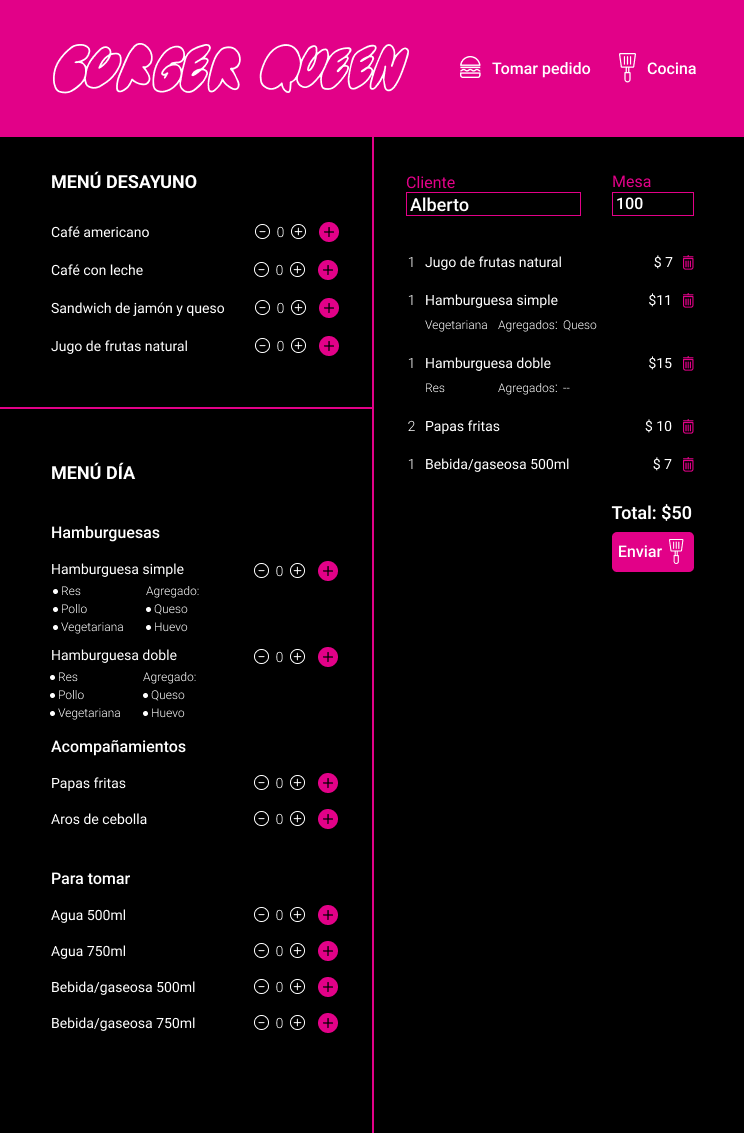 CORGER QUEEN
Tomar pedido
Cocina
MENÚ DESAYUNO
Café americano 0
Café con leche 0
Sandwich de jamón y queso 0
Jugo de frutas natural 0
MENÚ DÍA
Hamburguesas
Hamburguesa simple 0
Res Agregado:
Pollo Queso
Vegetariana Huevo
Hamburguesa doble 0
Res Agregado:
Pollo Queso
Vegetariana Huevo
Acompañamientos
Papas fritas 0
Aros de cebolla 0
Para tomar
Agua 500ml 0
Agua 750ml 0
Bebida/gaseosa 500ml 0
Bebida/gaseosa 750ml 0
Cliente Mesa
Alberto 100
1 Jugo de frutas natural $ 7
1 Hamburguesa simple $11
Vegetariana Agregados: Queso
1 Hamburguesa doble $15
Res Agregados: --
2 Papas fritas $ 10
1 Bebida/gaseosa 500ml $ 7
Total: $50
Enviar